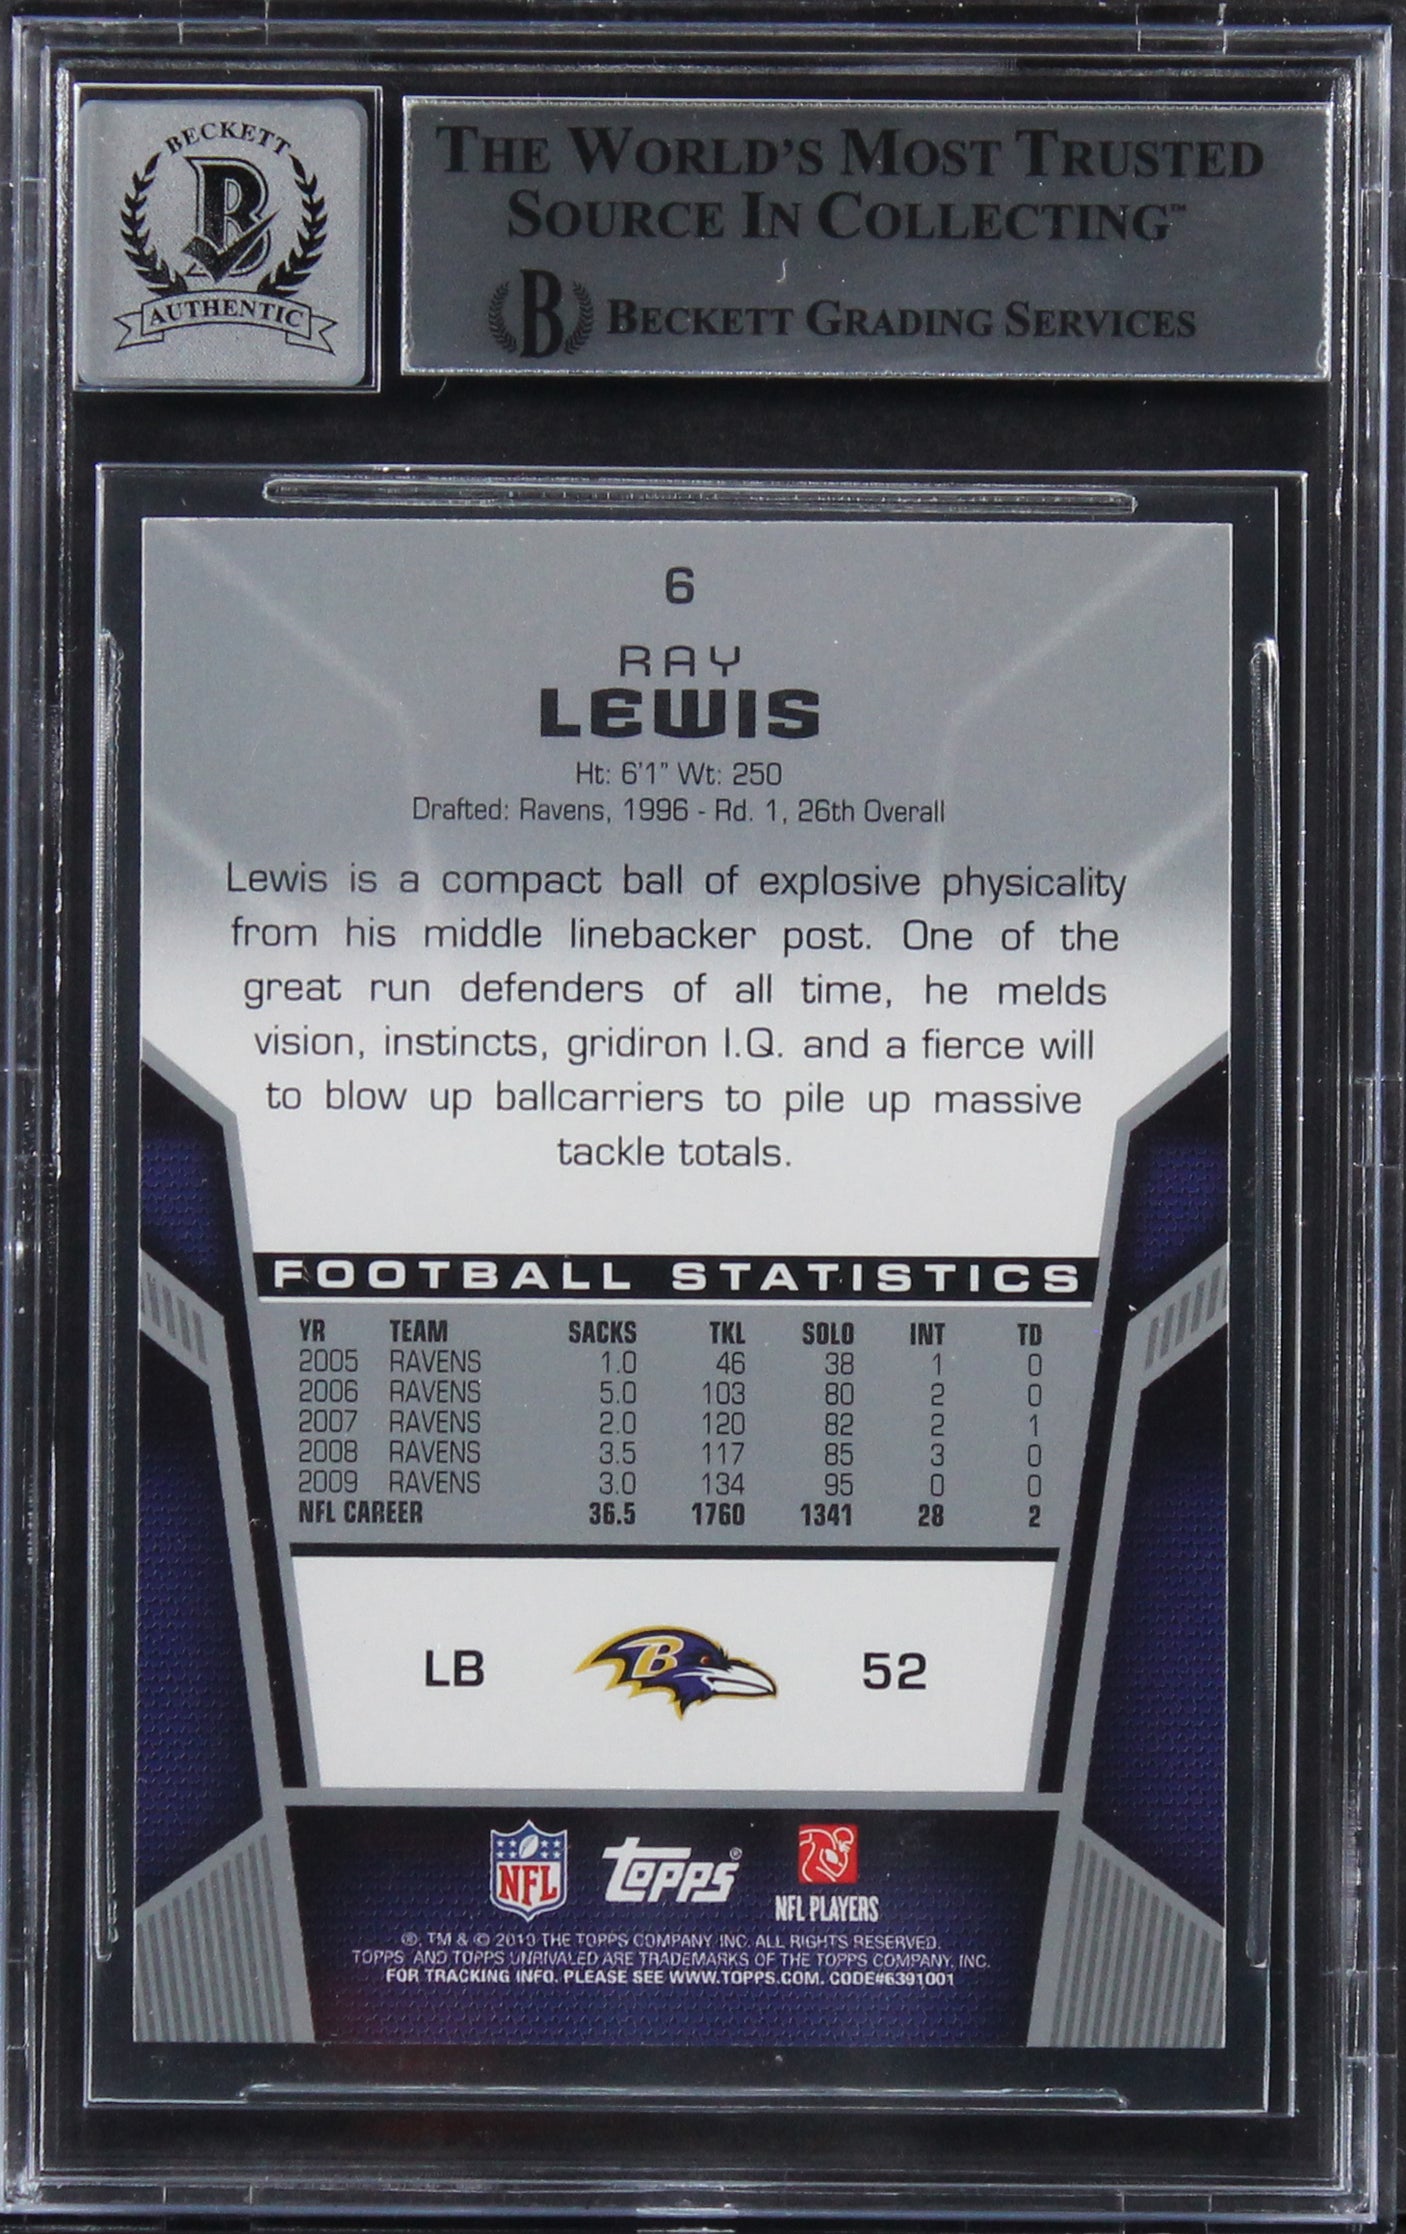 BECKETT
B
AUTHENTIC
THE WORLD'S MOST TRUSTED
SOURCE IN COLLECTING™
B BECKETT GRADING SERVICES
6
RAY
LEWIS
Ht: 6'1" Wt: 250
Drafted: Ravens, 1996 - Rd. 1, 26th Overall
Lewis is a compact ball of explosive physicality
from his middle linebacker post. One of the
great run defenders of all time, he melds
vision, instincts, gridiron I.Q. and a fierce will
to blow up ballcarriers to pile up massive
tackle totals.
FOOTBALL STATISTICS
YR TEAM SACKS TKL SOLO INT TD
2005 RAVENS 1.0 46 38 1 0
2006 RAVENS 5.0 103 80 2 0
2007 RAVENS 2.0 120 82 2 1
2008 RAVENS 3.5 117 85 3 0
2009 RAVENS 3.0 134 95 0 0
NFL CAREER 36.5 1760 1341 28 2
LB B 52
NFL topps®
NFL PLAYERS
®, TM & © 2010 THE TOPPS COMPANY, INC. ALL RIGHTS RESERVED.
TOPPS AND TOPPS UNRIVALED ARE TRADEMARKS OF THE TOPPS COMPANY, INC.
FOR TRACKING INFO. PLEASE SEE WWW.TOPPS.COM. CODE#6391001